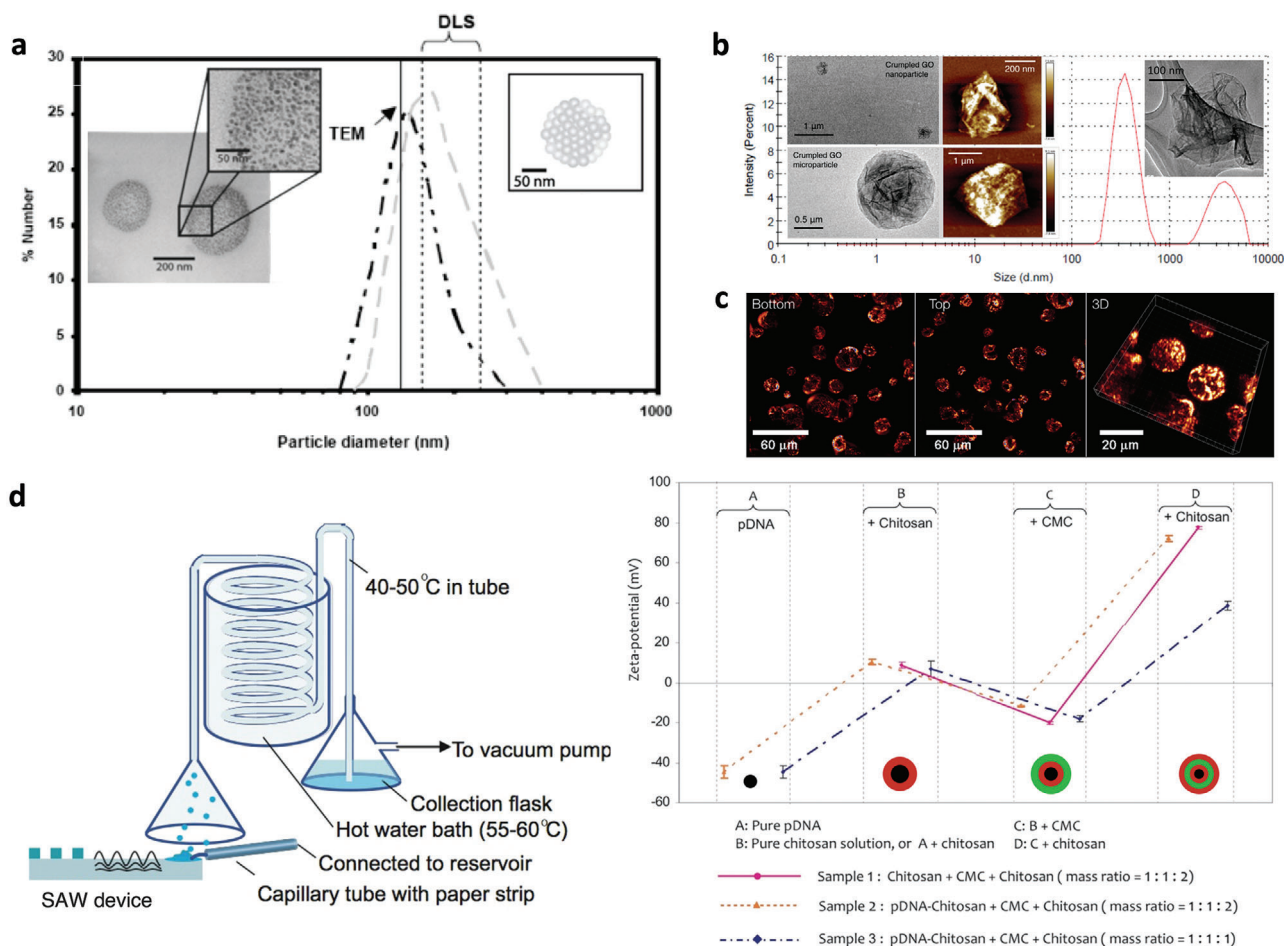 a
DLS
30
25
20
15
10
5
0
% Number
TEM
50 nm
200 nm
50 nm
10
100
1000
Particle diameter (nm)
b
16
14
12
10
8
6
4
2
0
Intensity (Percent)
Crumpled GO
nanoparticle
1 µm
200 nm
Crumpled GO
microparticle
0.5 µm
1 µm
100 nm
0.1
1
10
100
1000
10000
Size (d.nm)
c
Bottom
Top
3D
60 µm
60 µm
20 µm
d
40-50°C in tube
To vacuum pump
Collection flask
Hot water bath (55-60°C)
Connected to reservoir
Capillary tube with paper strip
SAW device
100
80
60
40
20
0
-20
-40
-60
Zeta-potential (mV)
A
pDNA
B
+ Chitosan
C
+ CMC
D
+ Chitosan
A: Pure pDNA
C: B + CMC
B: Pure chitosan solution, or A + chitosan
D: C + chitosan
Sample 1 : Chitosan + CMC + Chitosan ( mass ratio = 1 : 1 : 2)
Sample 2 : pDNA-Chitosan + CMC + Chitosan ( mass ratio = 1 : 1 : 2)
Sample 3 : pDNA-Chitosan + CMC + Chitosan ( mass ratio = 1 : 1 : 1)